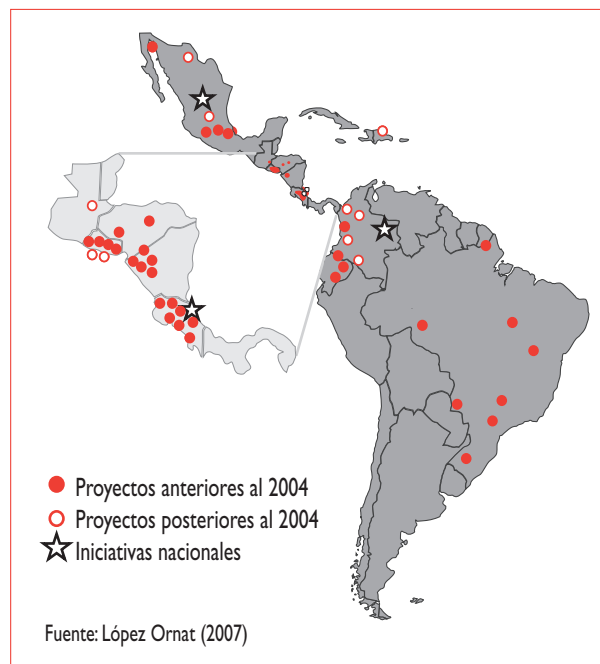 Proyectos anteriores al 2004
Proyectos posteriores al 2004
Iniciativas nacionales
Fuente: López Ornat (2007)